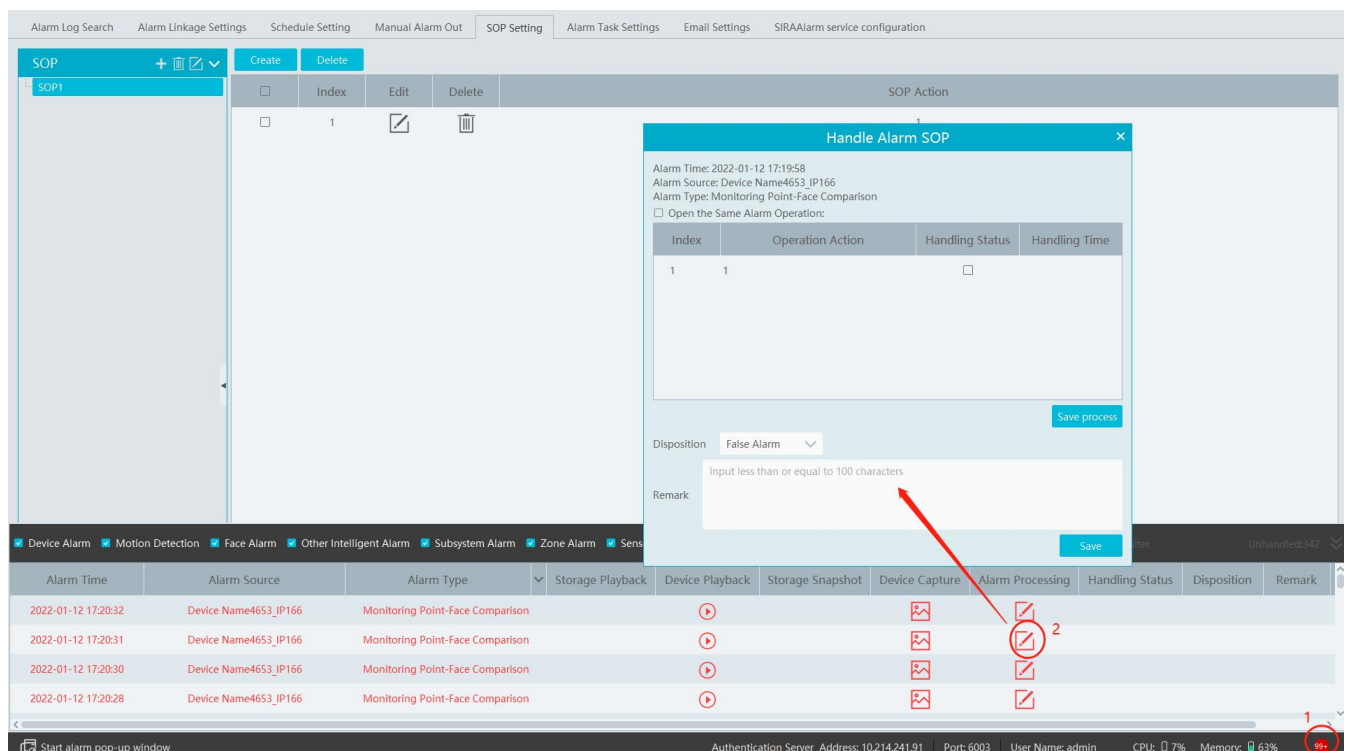 Alarm Log Search Alarm Linkage Settings Schedule Setting Manual Alarm Out SOP Setting Alarm Task Settings Email Settings SIRAAlarm service configuration
SOP Create Delete
SOP1 Index Edit Delete SOP Action
1 1
Handle Alarm SOP
Alarm Time: 2022-01-12 17:19:58
Alarm Source: Device Name4653_IP166
Alarm Type: Monitoring Point-Face Comparison
Open the Same Alarm Operation:
Index Operation Action Handling Status Handling Time
1 1
Save process
Disposition False Alarm
Input less than or equal to 100 characters
Remark
Save
Device Alarm Motion Detection Face Alarm Other Intelligent Alarm Subsystem Alarm Zone Alarm Sens Unhandled:342
Alarm Time Alarm Source Alarm Type Storage Playback Device Playback Storage Snapshot Device Capture Alarm Processing Handling Status Disposition Remark
2022-01-12 17:20:32 Device Name4653_IP166 Monitoring Point-Face Comparison
2022-01-12 17:20:31 Device Name4653_IP166 Monitoring Point-Face Comparison 2
2022-01-12 17:20:30 Device Name4653_IP166 Monitoring Point-Face Comparison
2022-01-12 17:20:28 Device Name4653_IP166 Monitoring Point-Face Comparison
1
Start alarm pop-up window Authentication Server Address: 10.214.241.91 Port: 6003 User Name: admin CPU: 7% Memory: 63% 99+